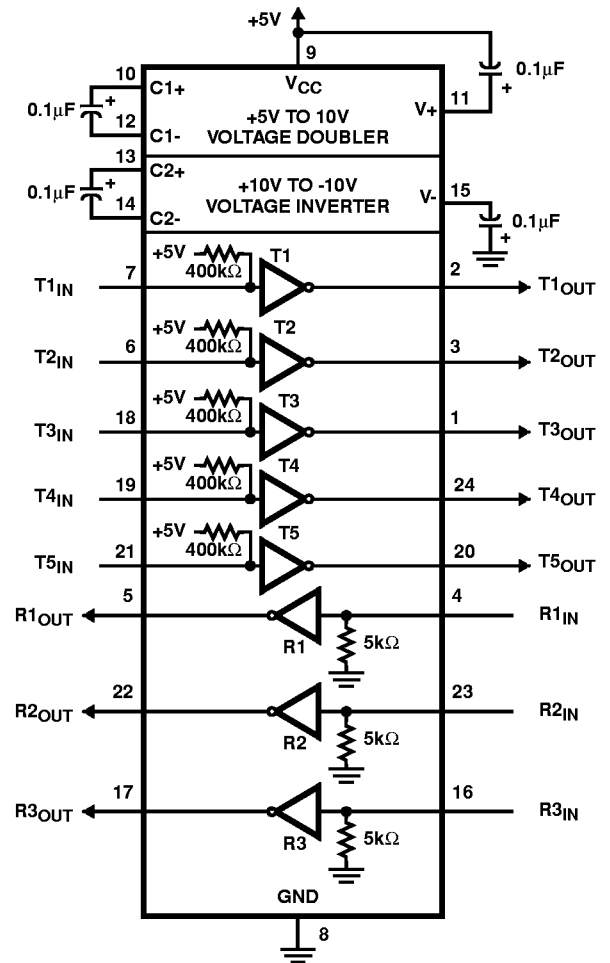 +5V
9
10
C1+
VCC
0.1µF
+
0.1µF
+
11
V+
12
C1-
+5V TO 10V
VOLTAGE DOUBLER
13
C2+
0.1µF
+
14
C2-
+10V TO -10V
VOLTAGE INVERTER
V-
15
0.1µF
+
+5V
400kΩ
T1
T1IN
7
2
T1OUT
+5V
400kΩ
T2
T2IN
6
3
T2OUT
+5V
400kΩ
T3
T3IN
18
1
T3OUT
+5V
400kΩ
T4
T4IN
19
24
T4OUT
+5V
400kΩ
T5
T5IN
21
20
T5OUT
R1OUT
5
4
R1IN
R1
5kΩ
R2OUT
22
23
R2IN
R2
5kΩ
R3OUT
17
16
R3IN
R3
5kΩ
GND
8